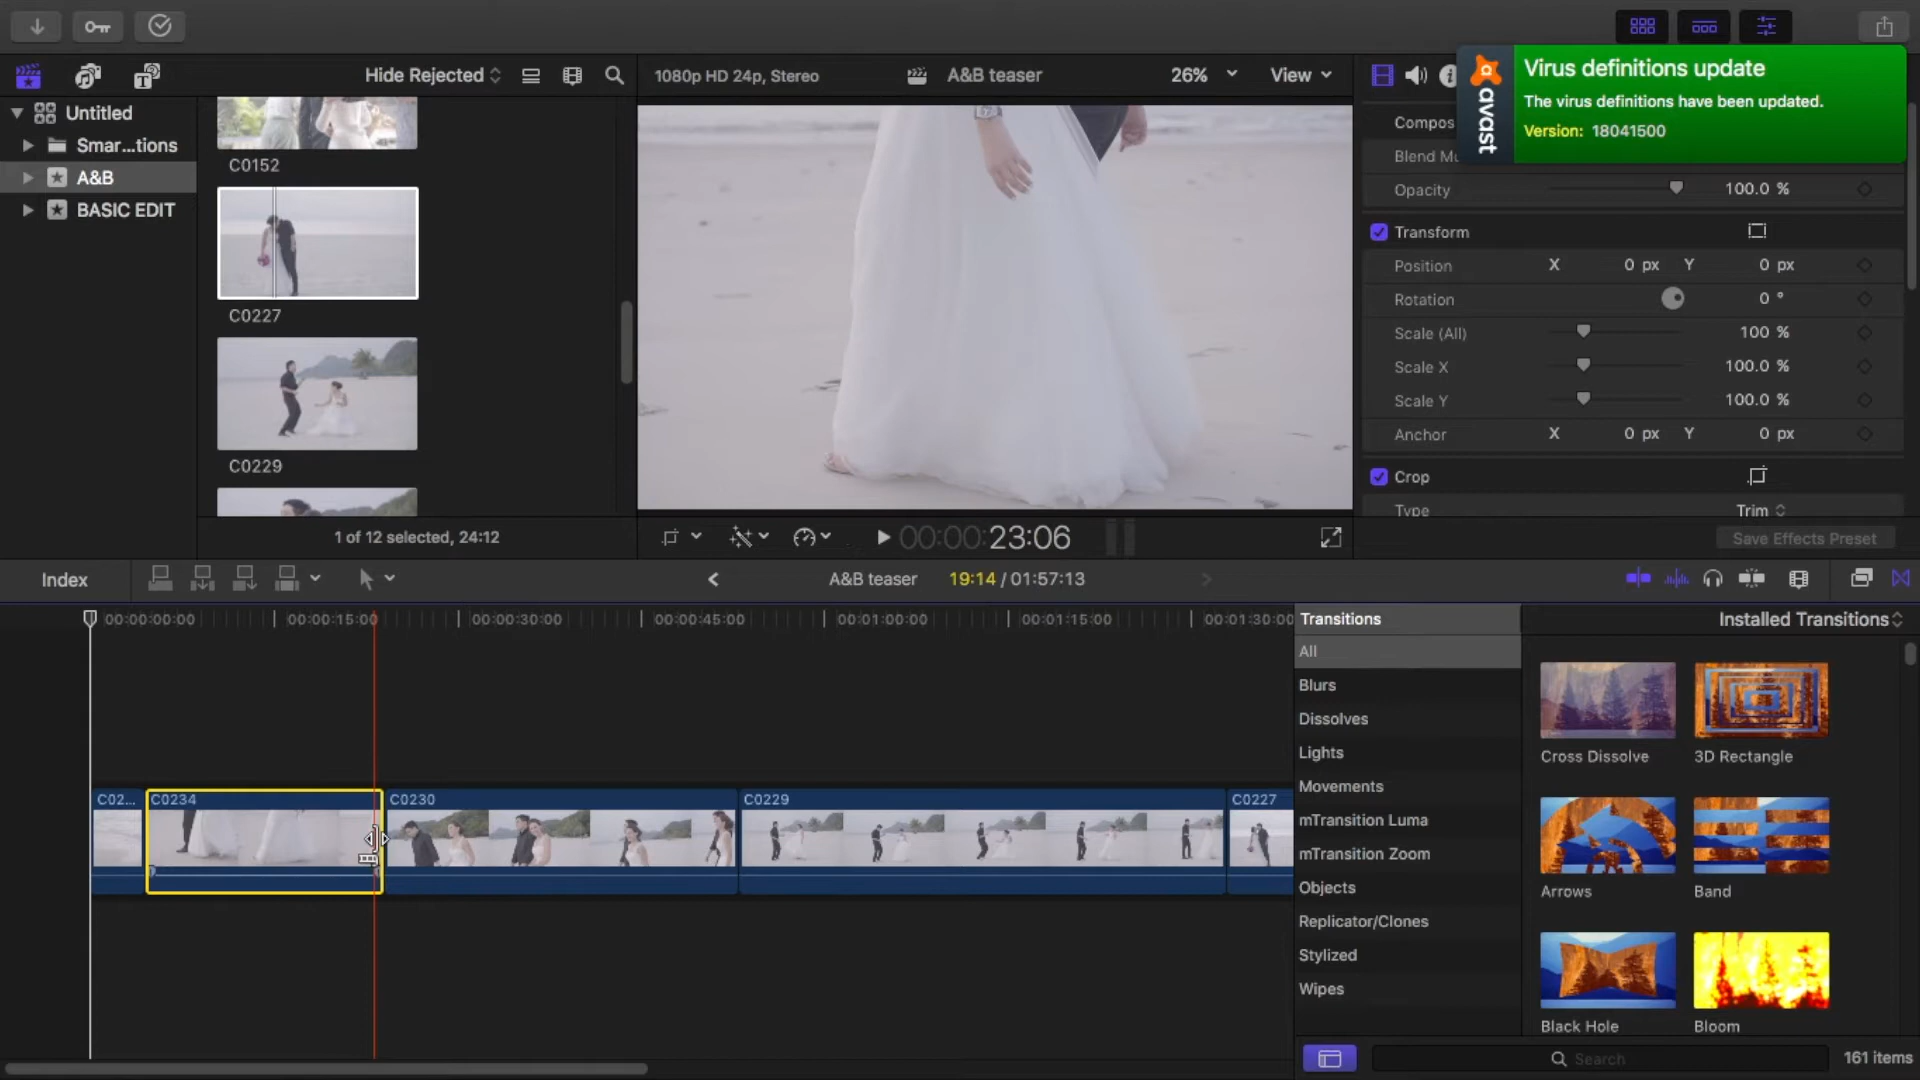 Hide Rejected
1080p HD 24p, Stereo
A&B teaser
26%
View
avast
Virus definitions update
The virus definitions have been updated.
Version: 18041500
Untitled
Smar...tions
A&B
BASIC EDIT
C0152
C0227
C0229
1 of 12 selected, 24:12
00:00:00:23:06
Compos
Blend Mo
Opacity
100.0 %
Transform
Position
X
0 px
Y
0 px
Rotation
0 °
Scale (All)
100 %
Scale X
100.0 %
Scale Y
100.0 %
Anchor
X
0 px
Y
0 px
Crop
Type
Trim
Save Effects Preset
Index
A&B teaser
19:14 / 01:57:13
00:00:00:00
00:00:15:00
00:00:30:00
00:00:45:00
00:01:00:00
00:01:15:00
00:01:30:00
C02...
C0234
C0230
C0229
C0227
Transitions
Installed Transitions
All
Blurs
Dissolves
Lights
Movements
mTransition Luma
mTransition Zoom
Objects
Replicator/Clones
Stylized
Wipes
Cross Dissolve
3D Rectangle
Arrows
Band
Black Hole
Bloom
Search
161 items